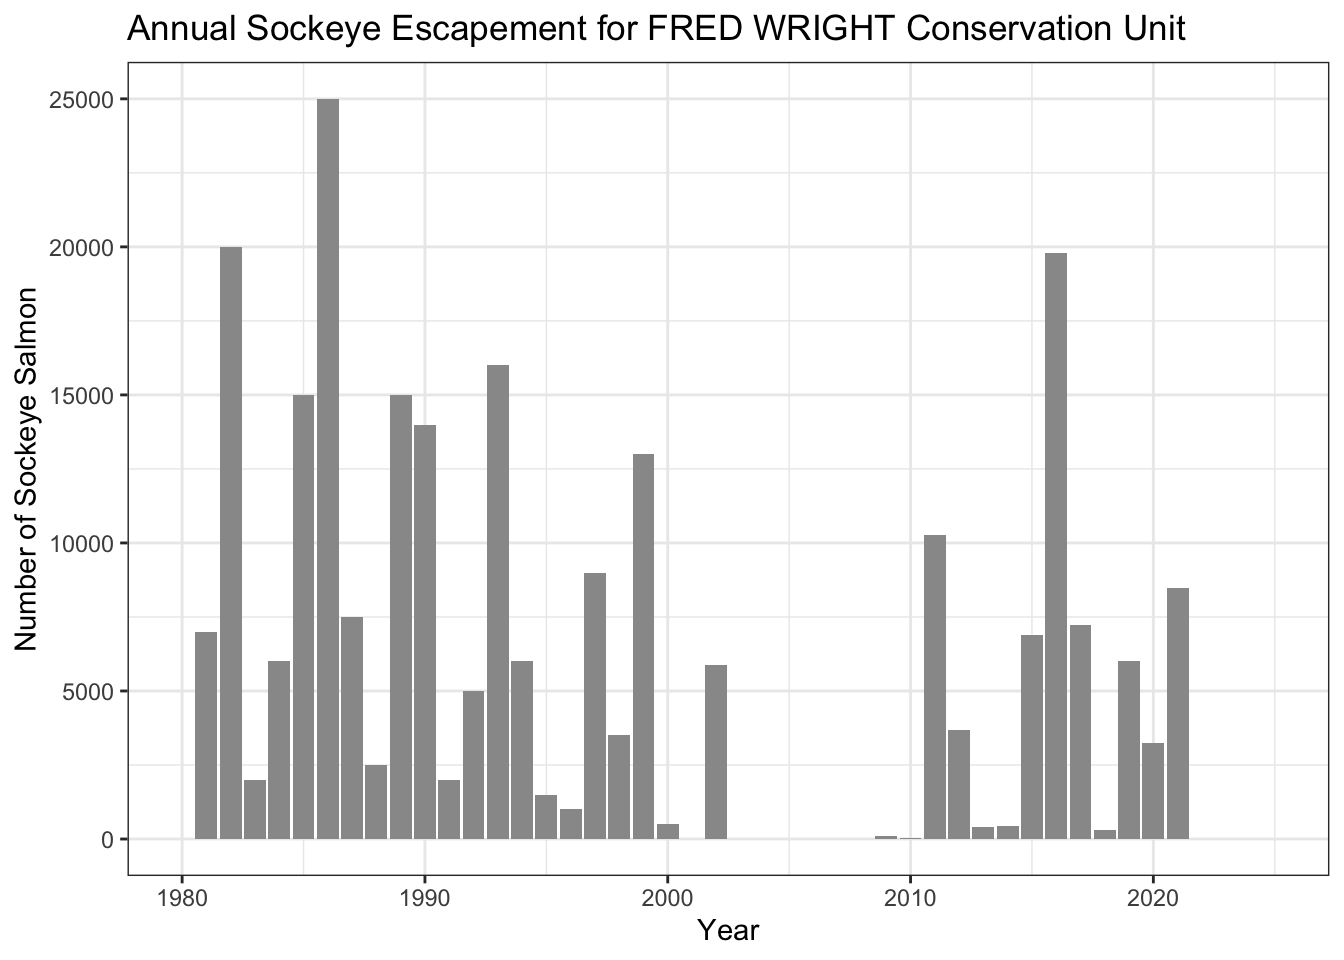 Annual Sockeye Escapement for FRED WRIGHT Conservation Unit
Number of Sockeye Salmon
25000
20000
15000
10000
5000
0
1980 1990 2000 2010 2020
Year